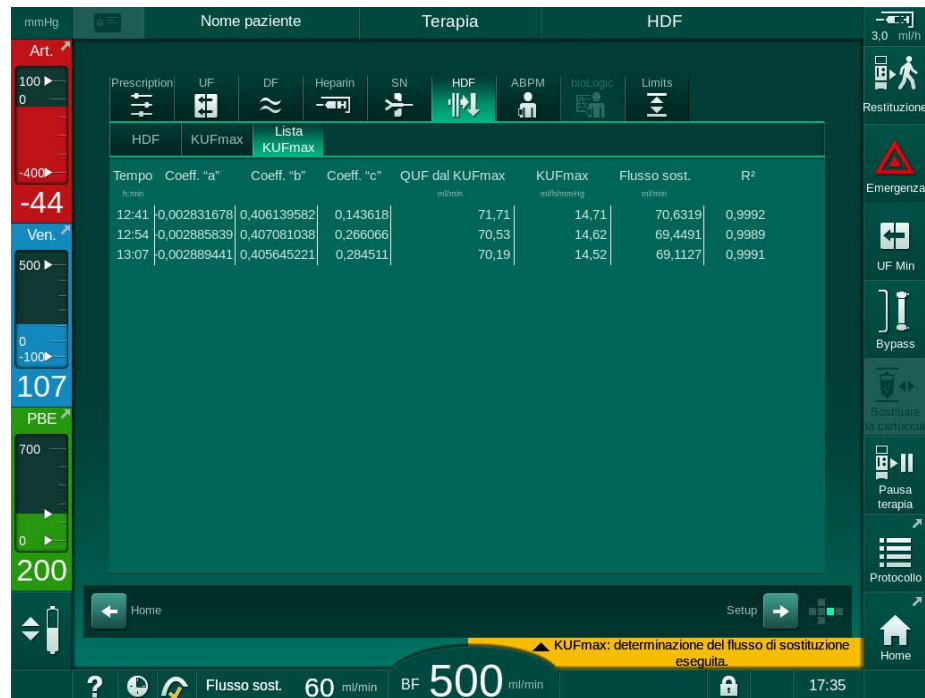 mmHg
Nome paziente
Terapia
HDF
3,0 ml/h
Art.
100
0
-400
-44
Ven.
500
0
-100
107
PBE
700
0
200
Prescription UF DF Heparin SN HDF ABPM bioLogic Limits
HDF KUFmax Lista KUFmax
Tempo Coeff. “a” Coeff. “b” Coeff. “c” QUF dal KUFmax KUFmax Flusso sost. R²
h:min ml/min ml/h/mmHg ml/min
12:41 -0,002831678 0,406139582 0,143618 71,71 14,71 70,6319 0,9992
12:54 -0,002885839 0,407081038 0,266066 70,53 14,62 69,4491 0,9989
13:07 -0,002889441 0,405645221 0,284511 70,19 14,52 69,1127 0,9991
Restituzione
Emergenza
UF Min
Bypass
Sostituire
la cartuccia
Pausa
terapia
Protocollo
Home
Home
Setup
KUFmax: determinazione del flusso di sostituzione
eseguita.
? Flusso sost. 60 ml/min BF 500 ml/min 17:35